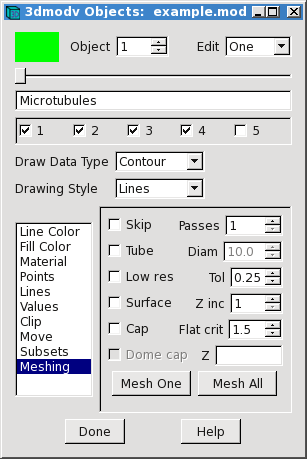 3dmodv Objects: example.mod
Object 1 Edit One
Microtubules
1 2 3 4 5
Draw Data Type Contour
Drawing Style Lines
Line Color
Fill Color
Material
Points
Lines
Values
Clip
Move
Subsets
Meshing
Skip Passes 1
Tube Diam 10.0
Low res Tol 0.25
Surface Z inc 1
Cap Flat crit 1.5
Dome cap Z
Mesh One Mesh All
Done Help